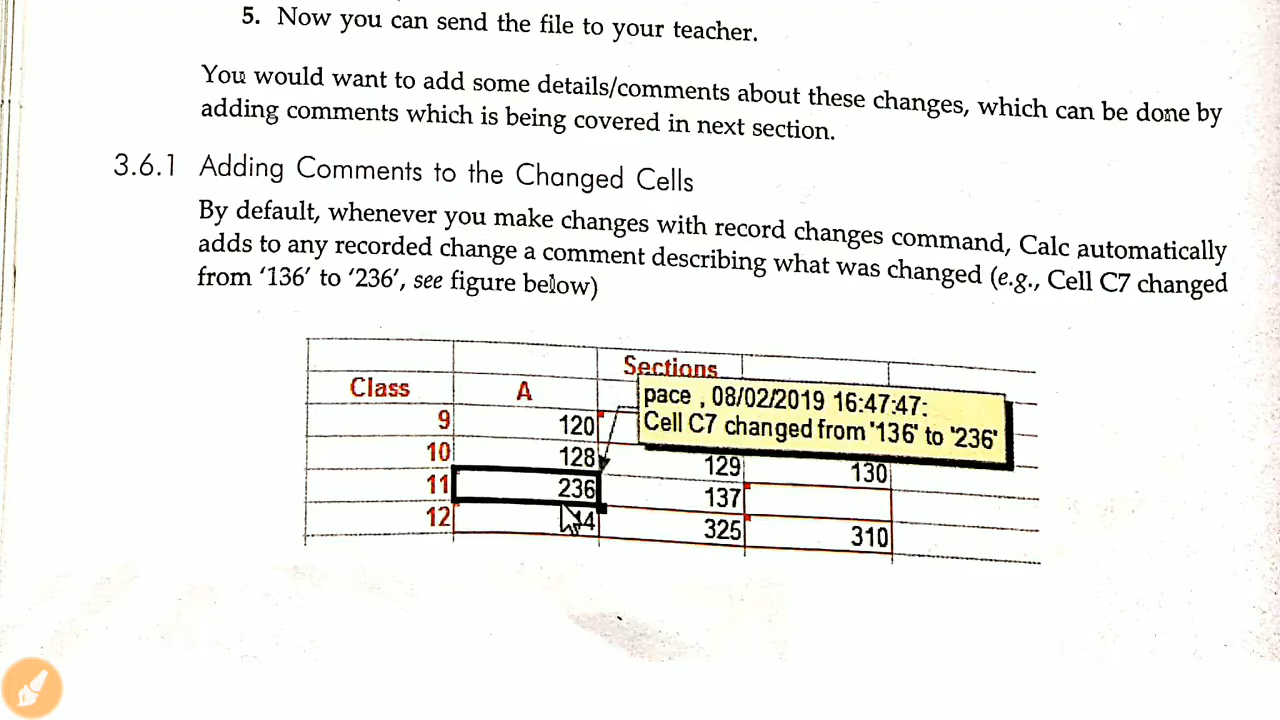 5. Now you can send the file to your teacher.
You would want to add some details/comments about these changes, which can be done by
adding comments which is being covered in next section.
3.6.1 Adding Comments to the Changed Cells
By default, whenever you make changes with record changes command, Calc automatically
adds to any recorded change a comment describing what was changed (e.g., Cell C7 changed
from ‘136’ to ‘236’, see figure below)
Sections
Class A
pace , 08/02/2019 16:47:47:
Cell C7 changed from '136' to '236'
9 120
10 128 129 130
11 236 137
12 325 310